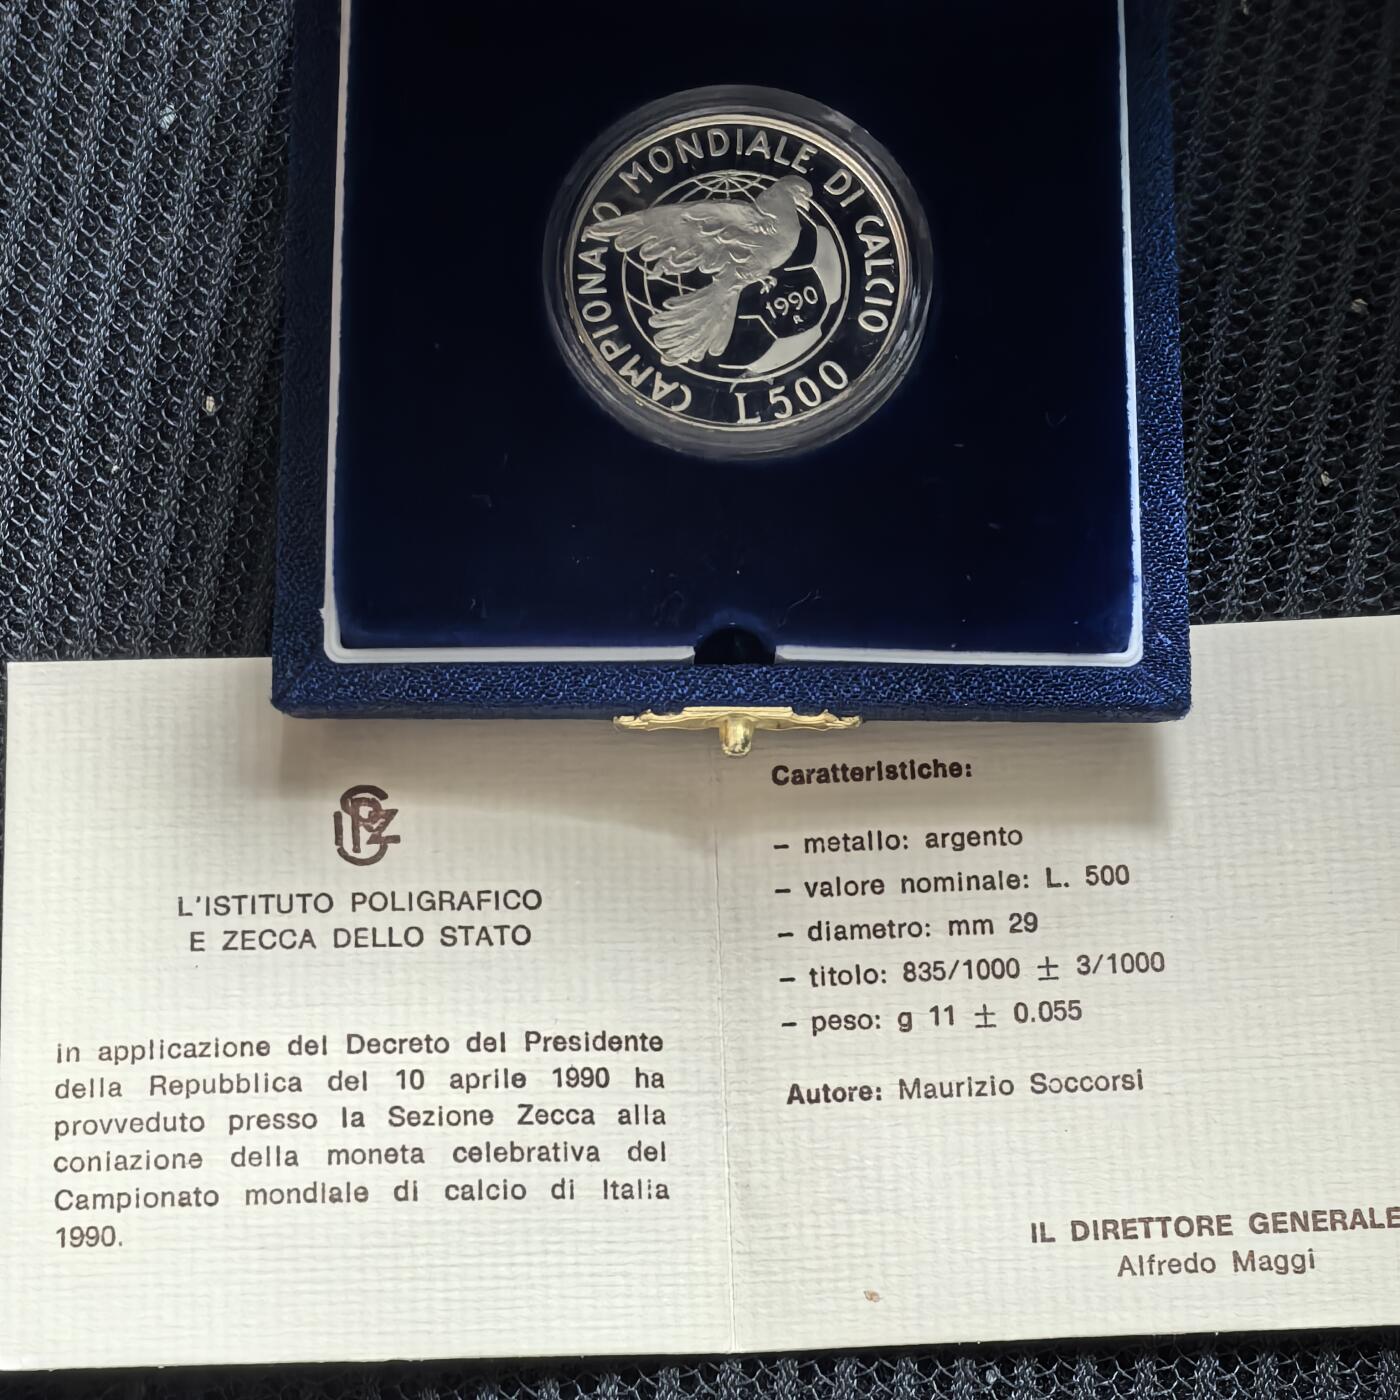 CAMPIONATO MONDIALE DI CALCIO
1990
R
L 500
IPZS
L'ISTITUTO POLIGRAFICO
E ZECCA DELLO STATO
in applicazione del Decreto del Presidente
della Repubblica del 10 aprile 1990 ha
provveduto presso la Sezione Zecca alla
coniazione della moneta celebrativa del
Campionato mondiale di calcio di Italia
1990.
Caratteristiche:
– metallo: argento
– valore nominale: L. 500
– diametro: mm 29
– titolo: 835/1000 ± 3/1000
– peso: g 11 ± 0.055
Autore: Maurizio Soccorsi
IL DIRETTORE GENERALE
Alfredo Maggi